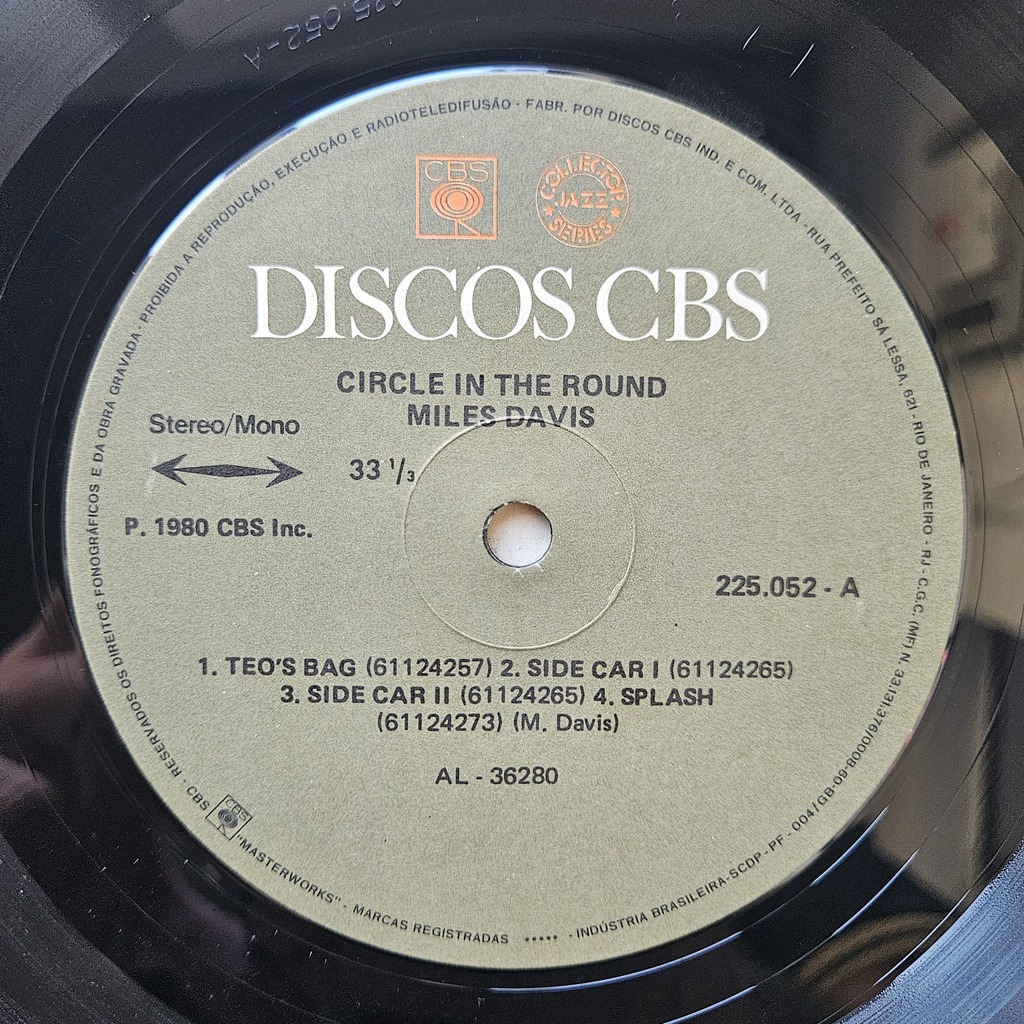 225.052-A
PROIBIDA A REPRODUÇÃO, EXECUÇÃO E RADIOTELEDIFUSÃO - FABR. POR DISCOS CBS IND. E COM. LTDA - RUA PREFEITO SÁ LESSA, 621 - RIO DE JANEIRO - RJ - C.G.C. (MF) N. 33.131.376/0001
CBS
COLLECTOR JAZZ SERIES
DISCOS CBS
CIRCLE IN THE ROUND
MILES DAVIS
Stereo/Mono
33 1/3
P. 1980 CBS Inc.
225.052 - A
1. TEO'S BAG (61124257) 2. SIDE CAR I (61124265)
3. SIDE CAR II (61124265) 4. SPLASH
(61124273) (M. Davis)
AL - 36280
RESERVADOS OS DIREITOS FONOGRÁFICOS E DA OBRA GRAVADA.
CBS CBS "MASTERWORKS" - MARCAS REGISTRADAS ••••• - INDÚSTRIA BRASILEIRA-SCDP-PF-004/GB-